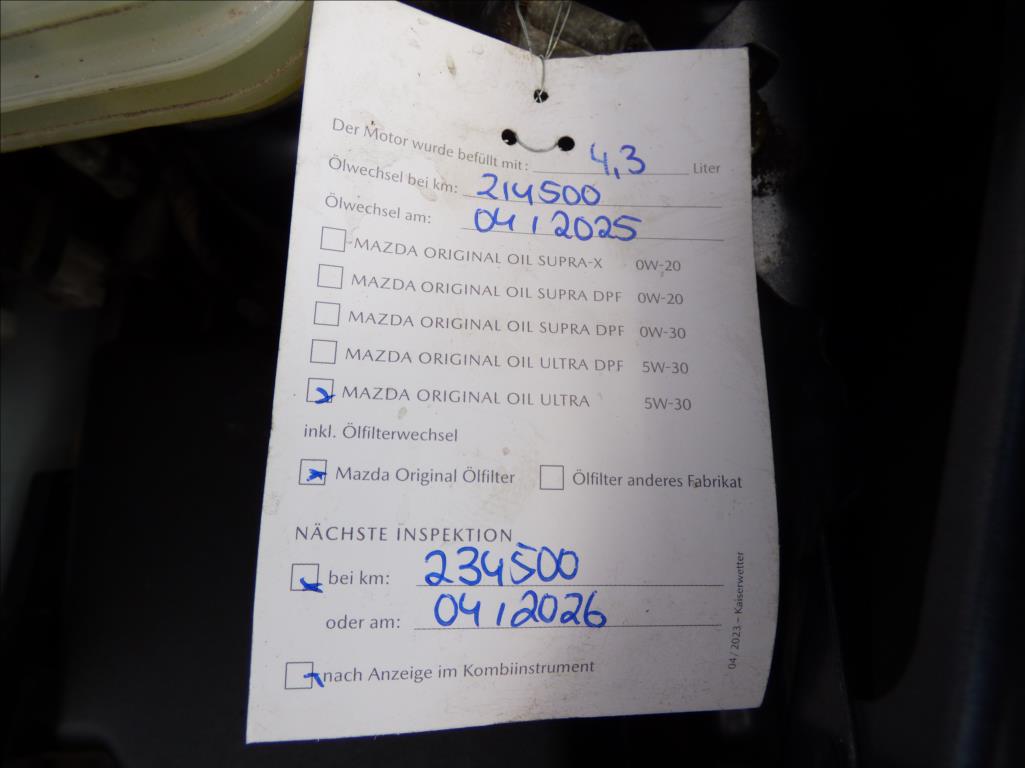 Der Motor wurde befüllt mit: 4,3 Liter
Ölwechsel bei km: 214500
Ölwechsel am: 04/2025
MAZDA ORIGINAL OIL SUPRA-X 0W-20
MAZDA ORIGINAL OIL SUPRA DPF 0W-20
MAZDA ORIGINAL OIL SUPRA DPF 0W-30
MAZDA ORIGINAL OIL ULTRA DPF 5W-30
MAZDA ORIGINAL OIL ULTRA 5W-30
inkl. Ölfilterwechsel
Mazda Original Ölfilter Ölfilter anderes Fabrikat
NÄCHSTE INSPEKTION
bei km: 234500
oder am: 04/2026
nach Anzeige im Kombiinstrument
04/2023 – Kaiserwetter